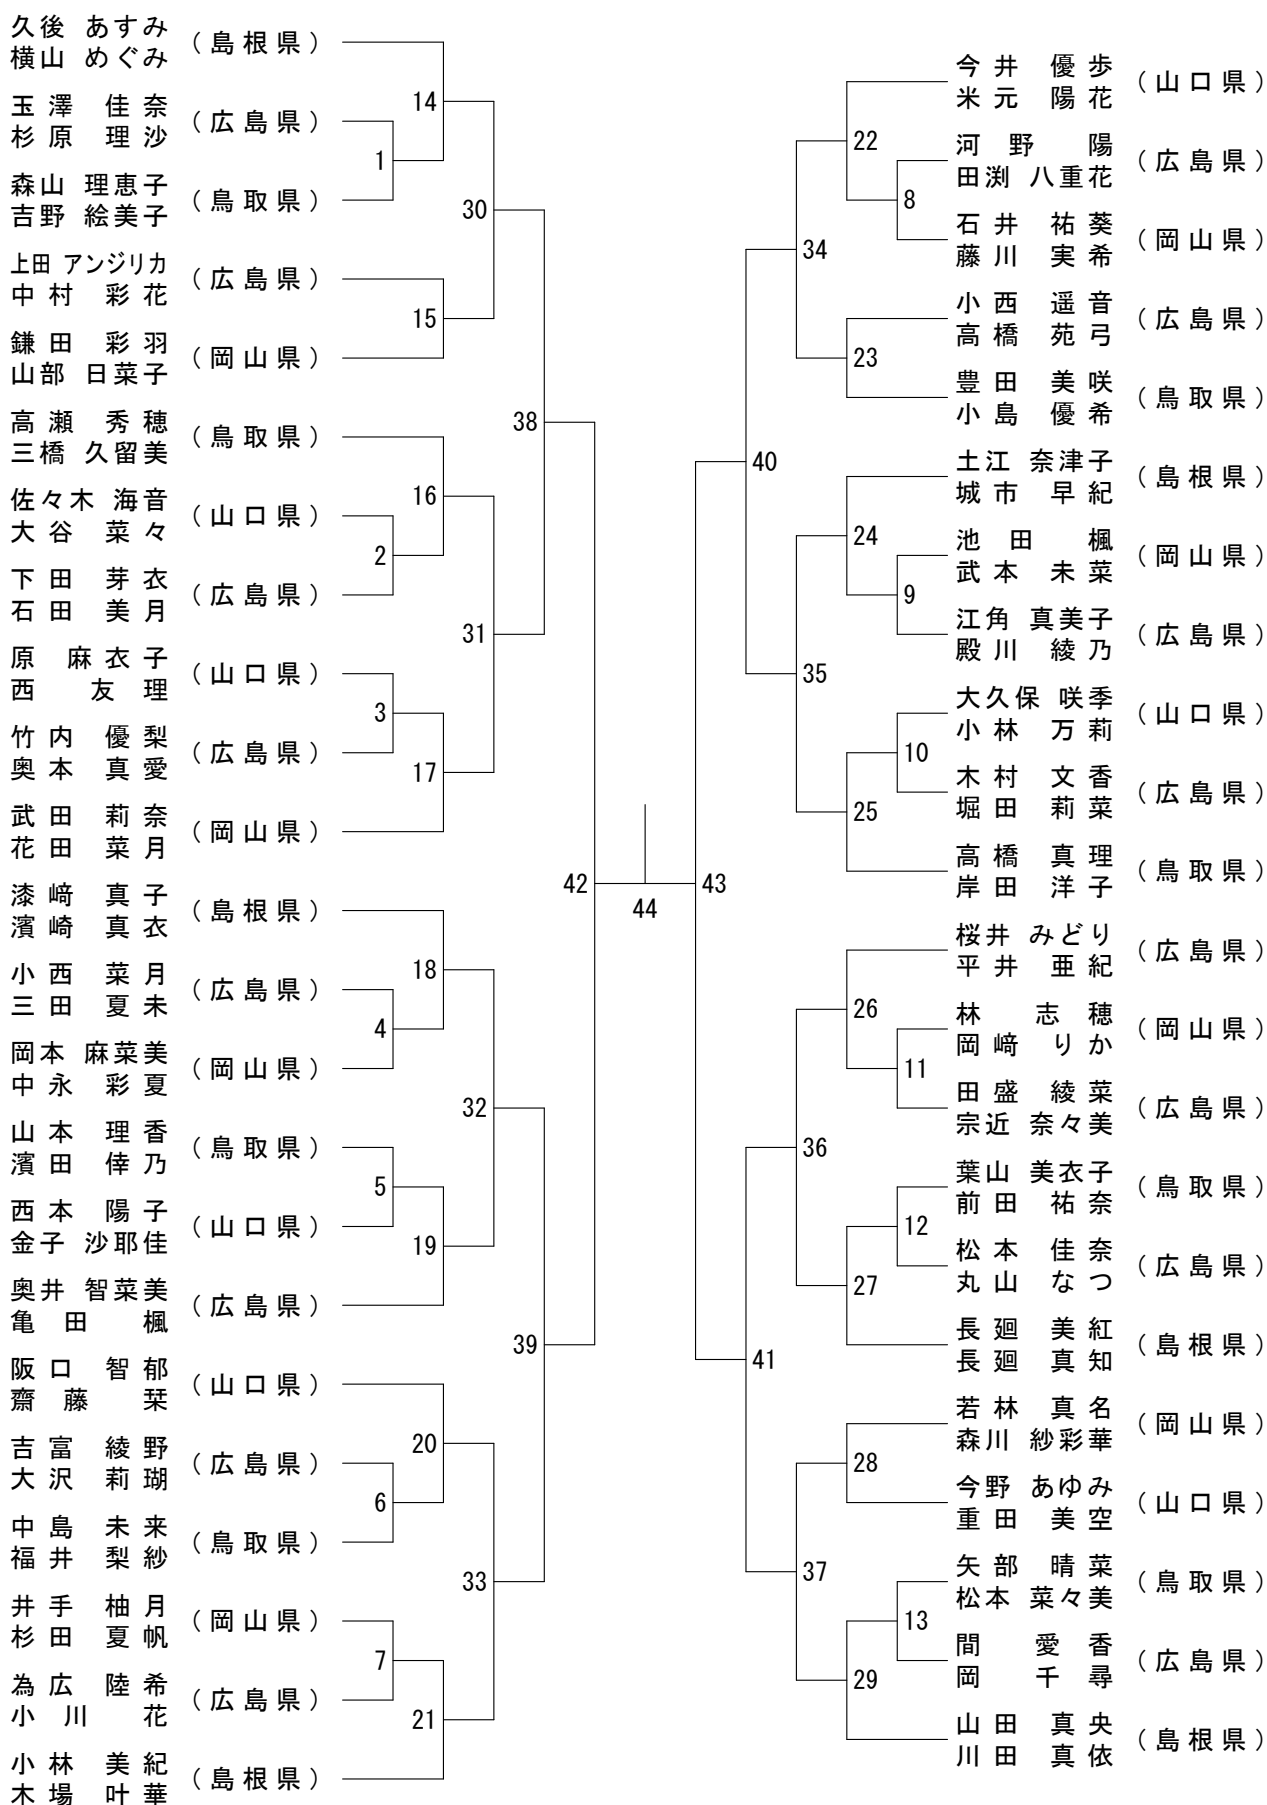 久後 あすみ
横山 めぐみ
（島根県）
玉澤 佳奈
杉原 理沙
（広島県）
森山 理恵子
吉野 絵美子
（鳥取県）
上田 アンジリカ
中村 彩花
（広島県）
鎌田 彩羽
山部 日菜子
（岡山県）
高瀬 秀穂
三橋 久留美
（鳥取県）
佐々木 海音
大谷 菜々
（山口県）
下田 芽衣
石田 美月
（広島県）
原 麻衣子
西 友理
（山口県）
竹内 優梨
奥本 真愛
（広島県）
武田 莉奈
花田 菜月
（岡山県）
漆﨑 真子
濱崎 真衣
（島根県）
小西 菜月
三田 夏未
（広島県）
岡本 麻菜美
中永 彩夏
（岡山県）
山本 理香
濱田 倖乃
（鳥取県）
西本 陽子
金子 沙耶佳
（山口県）
奥井 智菜美
亀田 楓
（広島県）
阪口 智郁
齋藤 栞
（山口県）
吉富 綾野
大沢 莉瑚
（広島県）
中島 未来
福井 梨紗
（鳥取県）
井手 柚月
杉田 夏帆
（岡山県）
為広 陸希
小川 花
（広島県）
小林 美紀
木場 叶華
（島根県）
1
2
3
4
5
6
7
14
15
16
17
18
19
20
21
30
31
32
33
38
39
42
44
43
40
41
34
35
36
37
22
23
24
25
26
27
28
29
8
9
10
11
12
13
今井 優歩
米元 陽花
（山口県）
河野 陽
田渕 八重花
（広島県）
石井 祐葵
藤川 実希
（岡山県）
小西 遥音
高橋 苑弓
（広島県）
豊田 美咲
小島 優希
（鳥取県）
土江 奈津子
城市 早紀
（島根県）
池田 楓
武本 未菜
（岡山県）
江角 真美子
殿川 綾乃
（広島県）
大久保 咲季
小林 万莉
（山口県）
木村 文香
堀田 莉菜
（広島県）
高橋 真理
岸田 洋子
（鳥取県）
桜井 みどり
平井 亜紀
（広島県）
林 志穂
岡﨑 りか
（岡山県）
田盛 綾菜
宗近 奈々美
（広島県）
葉山 美衣子
前田 祐奈
（鳥取県）
松本 佳奈
丸山 なつ
（広島県）
長廻 美紅
長廻 真知
（島根県）
若林 真名
森川 紗彩華
（岡山県）
今野 あゆみ
重田 美空
（山口県）
矢部 晴菜
松本 菜々美
（鳥取県）
間 愛香
岡 千尋
（広島県）
山田 真央
川田 真依
（島根県）